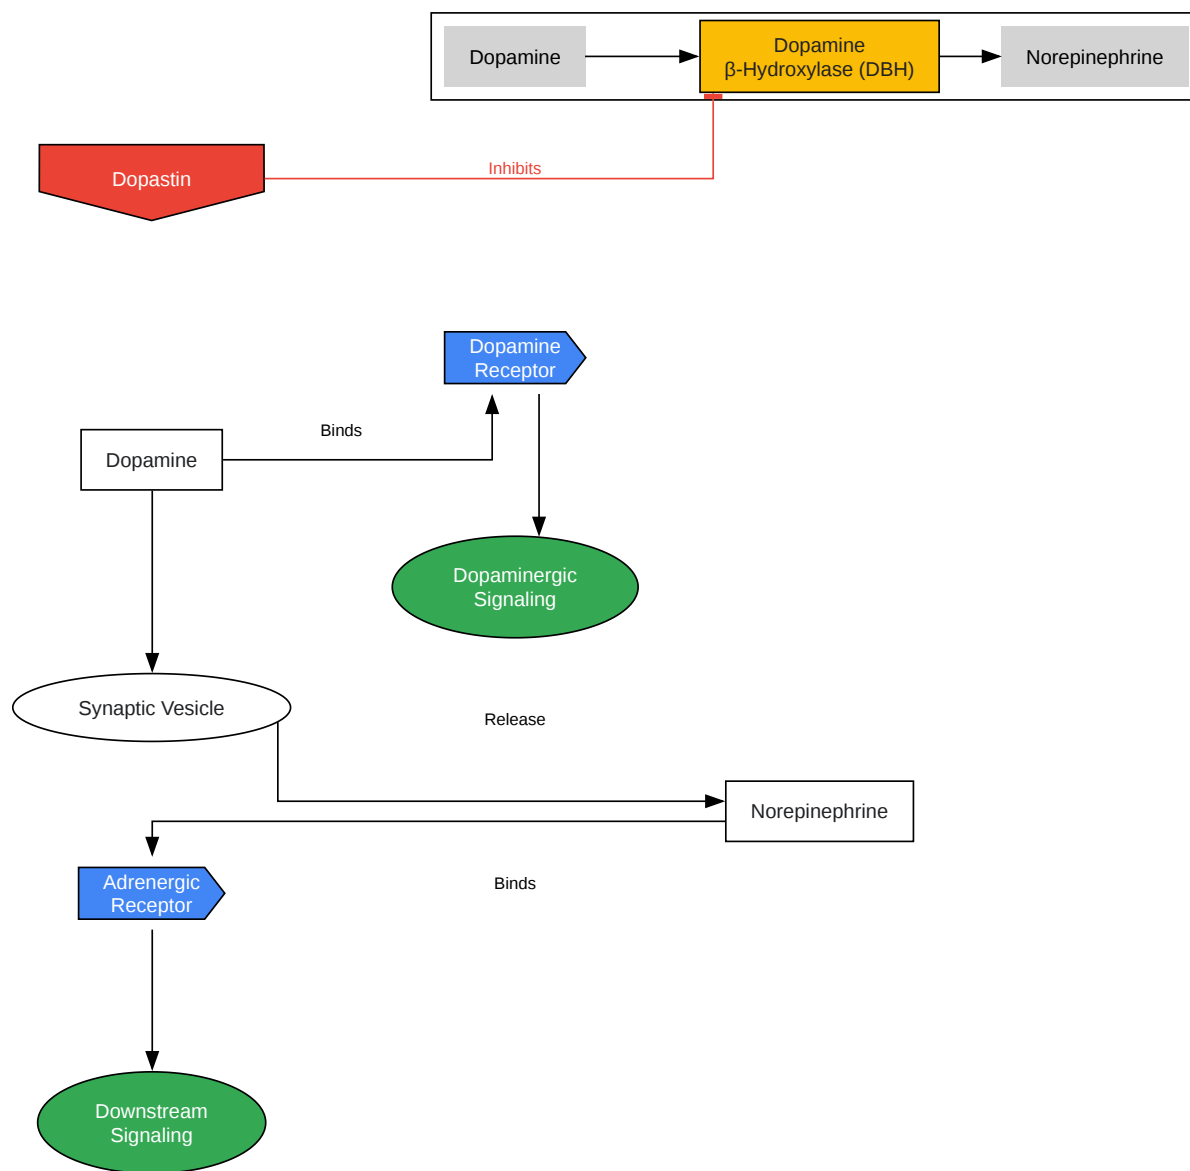 Dopamine
Dopamine
β-Hydroxylase (DBH)
Norepinephrine
Inhibits
Dopastin
Dopamine
Receptor
Binds
Dopamine
Dopaminergic
Signaling
Synaptic Vesicle
Release
Norepinephrine
Adrenergic
Receptor
Binds
Downstream
Signaling